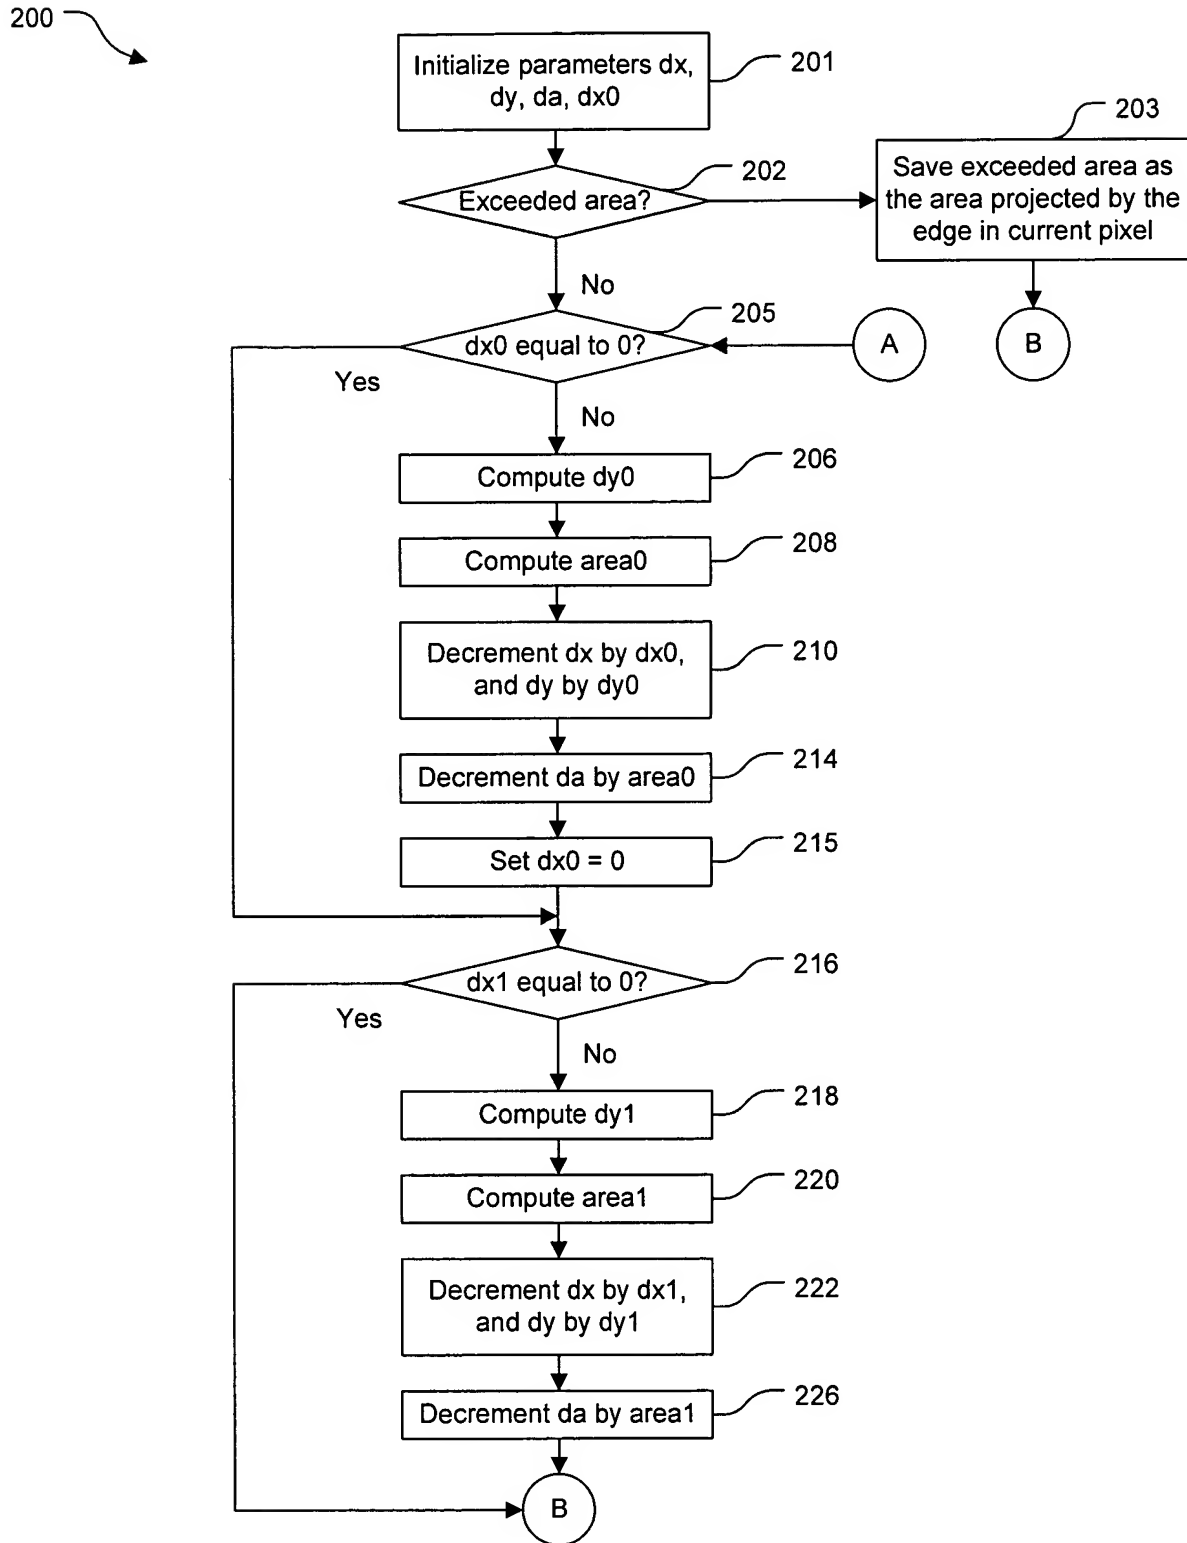 200
Initialize parameters dx,
dy, da, dx0
201
203
Exceeded area?
202
Save exceeded area as
the area projected by the
edge in current pixel
No
dx0 equal to 0?
205
A
B
Yes
No
Compute dy0
206
Compute area0
208
Decrement dx by dx0,
and dy by dy0
210
Decrement da by area0
214
Set dx0 = 0
215
dx1 equal to 0?
216
Yes
No
Compute dy1
218
Compute area1
220
Decrement dx by dx1,
and dy by dy1
222
Decrement da by area1
226
B